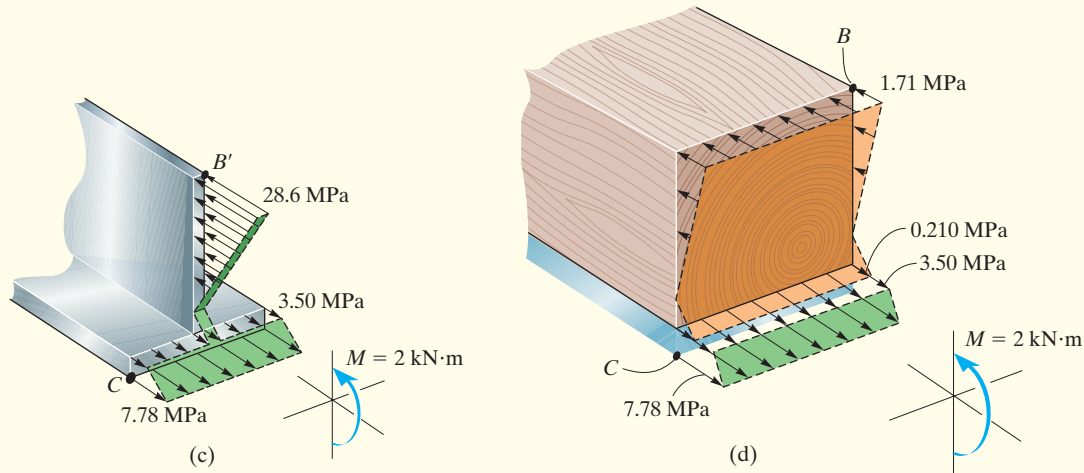 B′
28.6 MPa
3.50 MPa
M = 2 kN·m
C
7.78 MPa
(c)
B
1.71 MPa
0.210 MPa
3.50 MPa
M = 2 kN·m
C
7.78 MPa
(d)